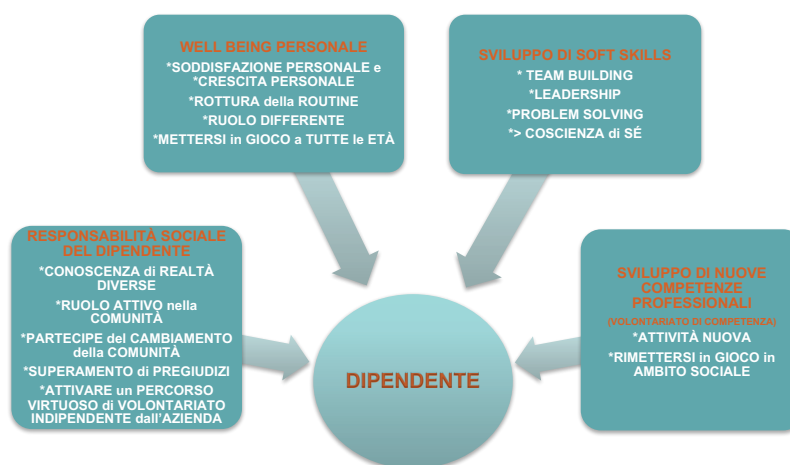 WELL BEING PERSONALE
*SODDISFAZIONE PERSONALE e
*CRESCITA PERSONALE
*ROTTURA della ROUTINE
*RUOLO DIFFERENTE
*METTERSI in GIOCO a TUTTE le ETÀ
SVILUPPO DI SOFT SKILLS
* TEAM BUILDING
*LEADERSHIP
*PROBLEM SOLVING
*> COSCIENZA di SÉ
RESPONSABILITÀ SOCIALE
DEL DIPENDENTE
*CONOSCENZA di REALTÀ
DIVERSE
*RUOLO ATTIVO nella
COMUNITÀ
*PARTECIPE del CAMBIAMENTO
della COMUNITÀ
*SUPERAMENTO di PREGIUDIZI
*ATTIVARE un PERCORSO
VIRTUOSO di VOLONTARIATO
INDIPENDENTE dall'AZIENDA
SVILUPPO DI NUOVE
COMPETENZE
PROFESSIONALI
(VOLONTARIATO DI COMPETENZA)
*ATTIVITÀ NUOVA
*RIMETTERSI in GIOCO in
AMBITO SOCIALE
DIPENDENTE